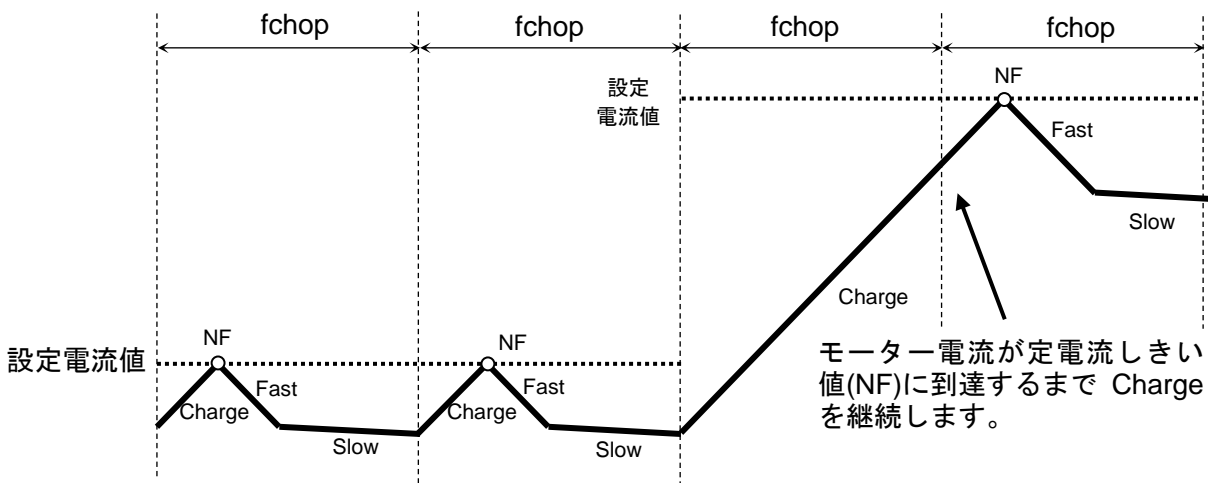 fchop
fchop
fchop
fchop
設定
電流値
NF
Fast
Slow
Charge
設定電流値
NF
Fast
Charge
Slow
NF
Fast
Charge
Slow
モーター電流が定電流しきい
値(NF)に到達するまで Charge
を継続します。